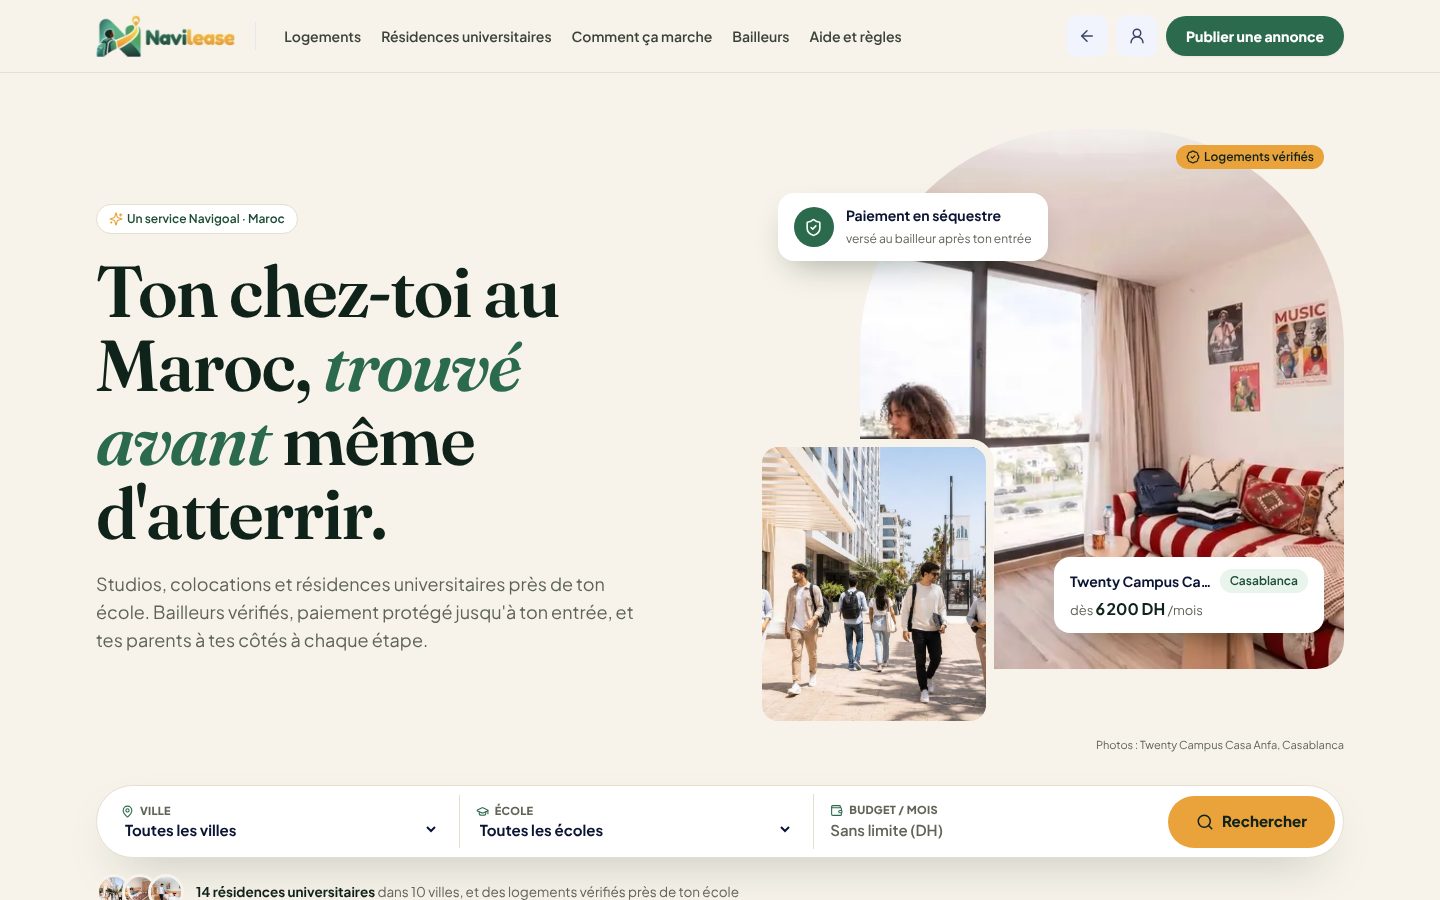 Navilease
Logements
Résidences universitaires
Comment ça marche
Bailleurs
Aide et règles
Publier une annonce
Logements vérifiés
Un service Navigoal · Maroc
Paiement en séquestre
versé au bailleur après ton entrée
Ton chez-toi au
Maroc, trouvé
avant même
d'atterrir.
MUSIC
Studios, colocations et résidences universitaires près de ton
école. Bailleurs vérifiés, paiement protégé jusqu'à ton entrée, et
tes parents à tes côtés à chaque étape.
Twenty Campus Ca...
Casablanca
dès 6 200 DH /mois
Photos : Twenty Campus Casa Anfa, Casablanca
VILLE
Toutes les villes
ÉCOLE
Toutes les écoles
BUDGET / MOIS
Sans limite (DH)
Rechercher
14 résidences universitaires dans 10 villes, et des logements vérifiés près de ton école